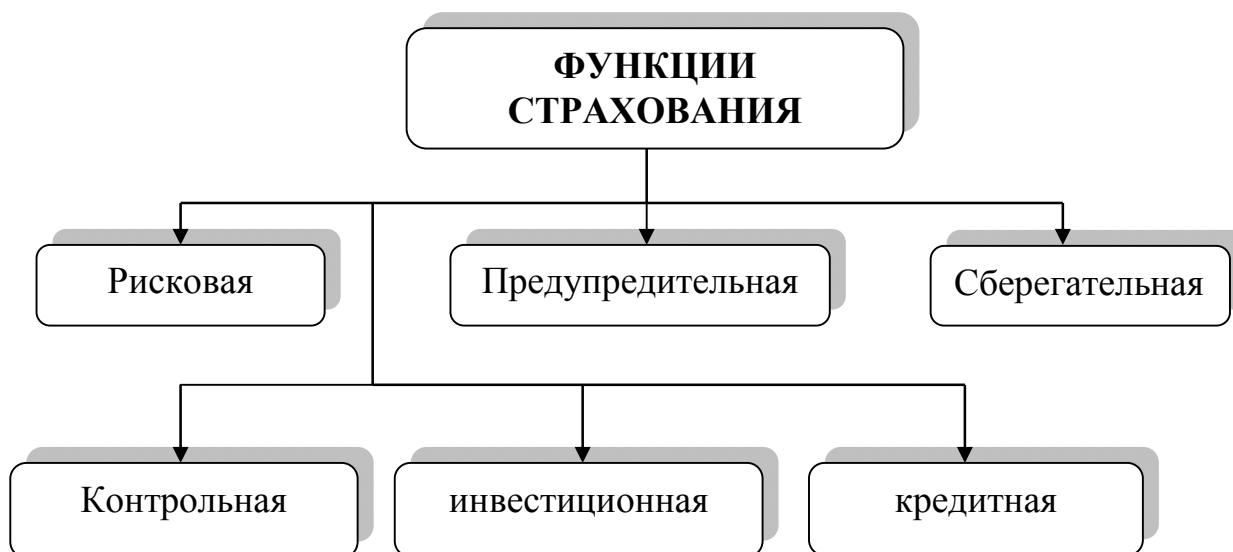 ФУНКЦИИ
СТРАХОВАНИЯ
Рисковая
Предупредительная
Сберегательная
Контрольная
инвестиционная
кредитная